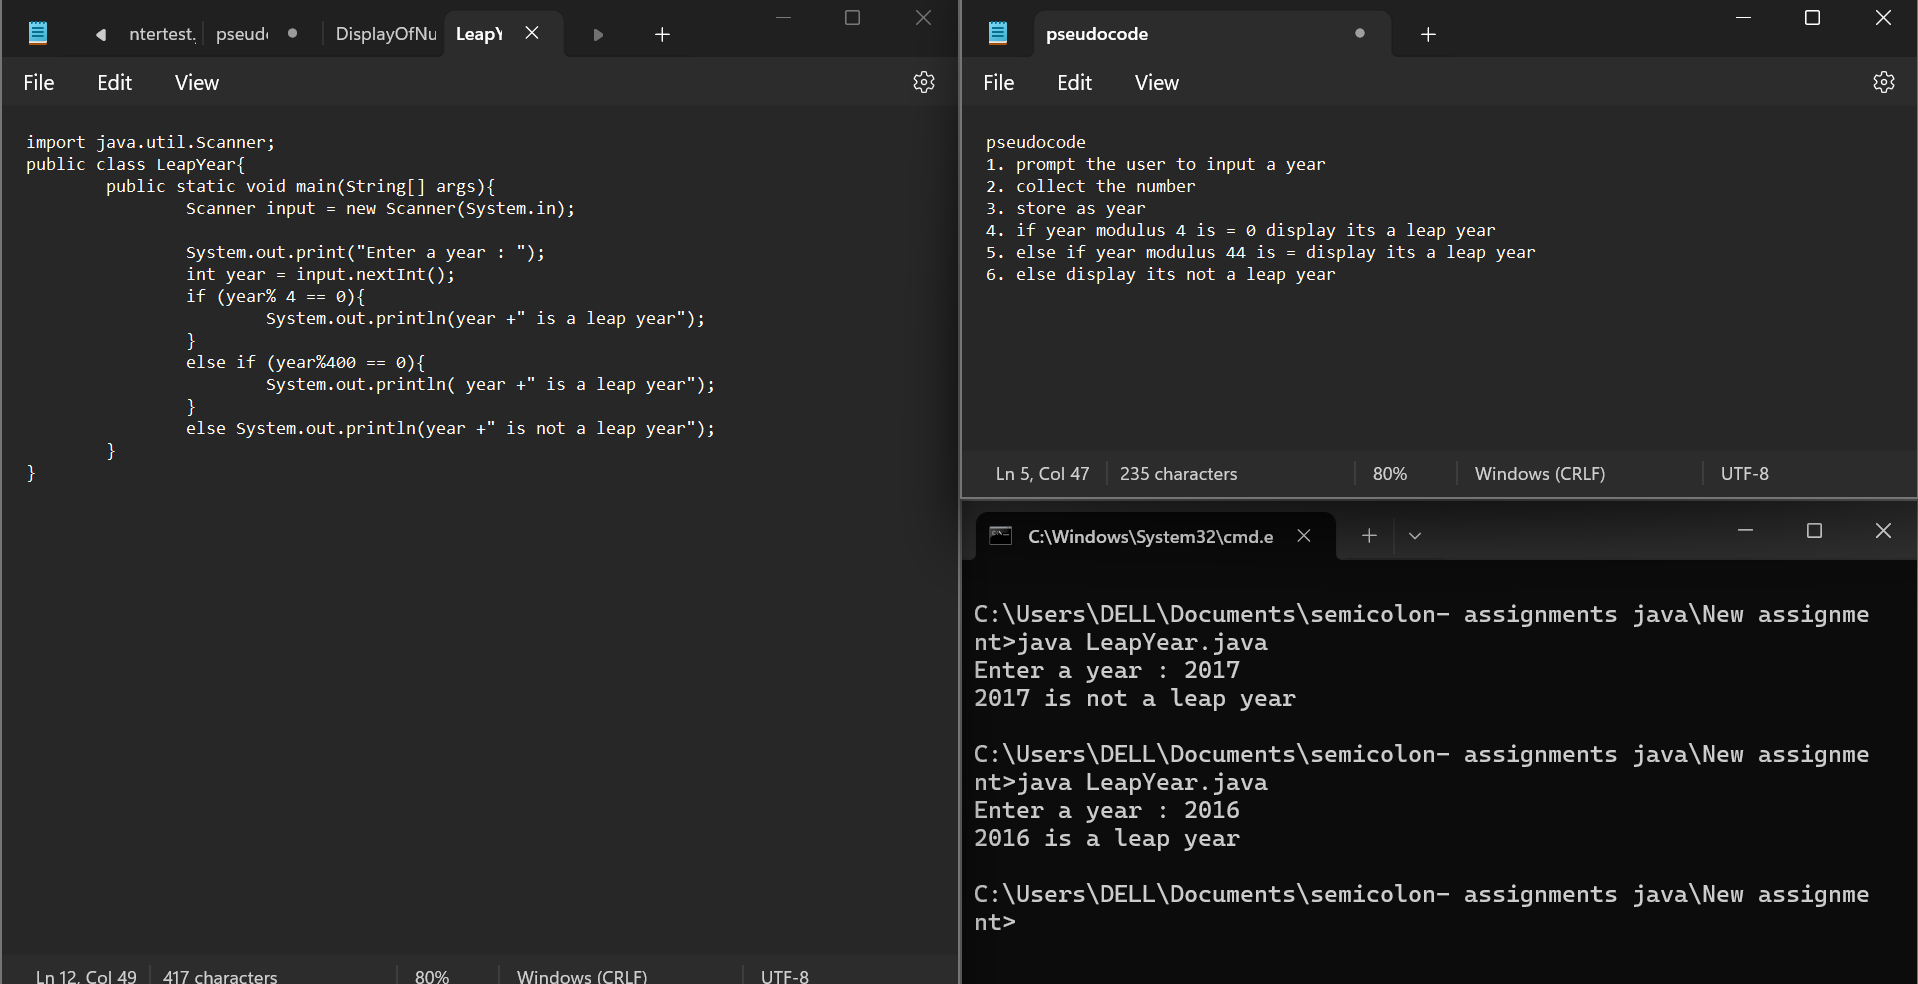 ntertest. pseud DisplayOfNu LeapY
File Edit View
import java.util.Scanner;
public class LeapYear{
public static void main(String[] args){
Scanner input = new Scanner(System.in);
System.out.print("Enter a year : ");
int year = input.nextInt();
if (year% 4 == 0){
System.out.println(year +" is a leap year");
}
else if (year%400 == 0){
System.out.println( year +" is a leap year");
}
else System.out.println(year +" is not a leap year");
}
}
Ln 12, Col 49 417 characters 80% Windows (CRLF) UTF-8
pseudocode
File Edit View
pseudocode
1. prompt the user to input a year
2. collect the number
3. store as year
4. if year modulus 4 is = 0 display its a leap year
5. else if year modulus 44 is = display its a leap year
6. else display its not a leap year
Ln 5, Col 47 235 characters 80% Windows (CRLF) UTF-8
C:\Windows\System32\cmd.e
C:\Users\DELL\Documents\semicolon- assignments java\New assignme
nt>java LeapYear.java
Enter a year : 2017
2017 is not a leap year
C:\Users\DELL\Documents\semicolon- assignments java\New assignme
nt>java LeapYear.java
Enter a year : 2016
2016 is a leap year
C:\Users\DELL\Documents\semicolon- assignments java\New assignme
nt>